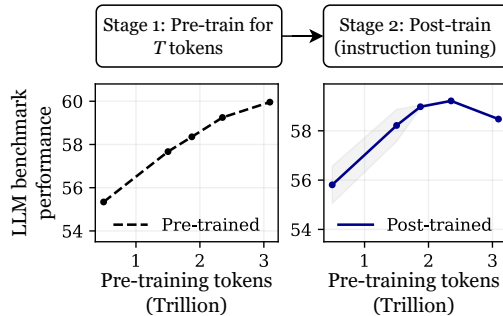 Stage 1: Pre-train for
T tokens
Stage 2: Post-train
(instruction tuning)
LLM benchmark
performance
60
58
56
54
Pre-trained
1
2
3
Pre-training tokens
(Trillion)
58
56
54
Post-trained
1
2
3
Pre-training tokens
(Trillion)